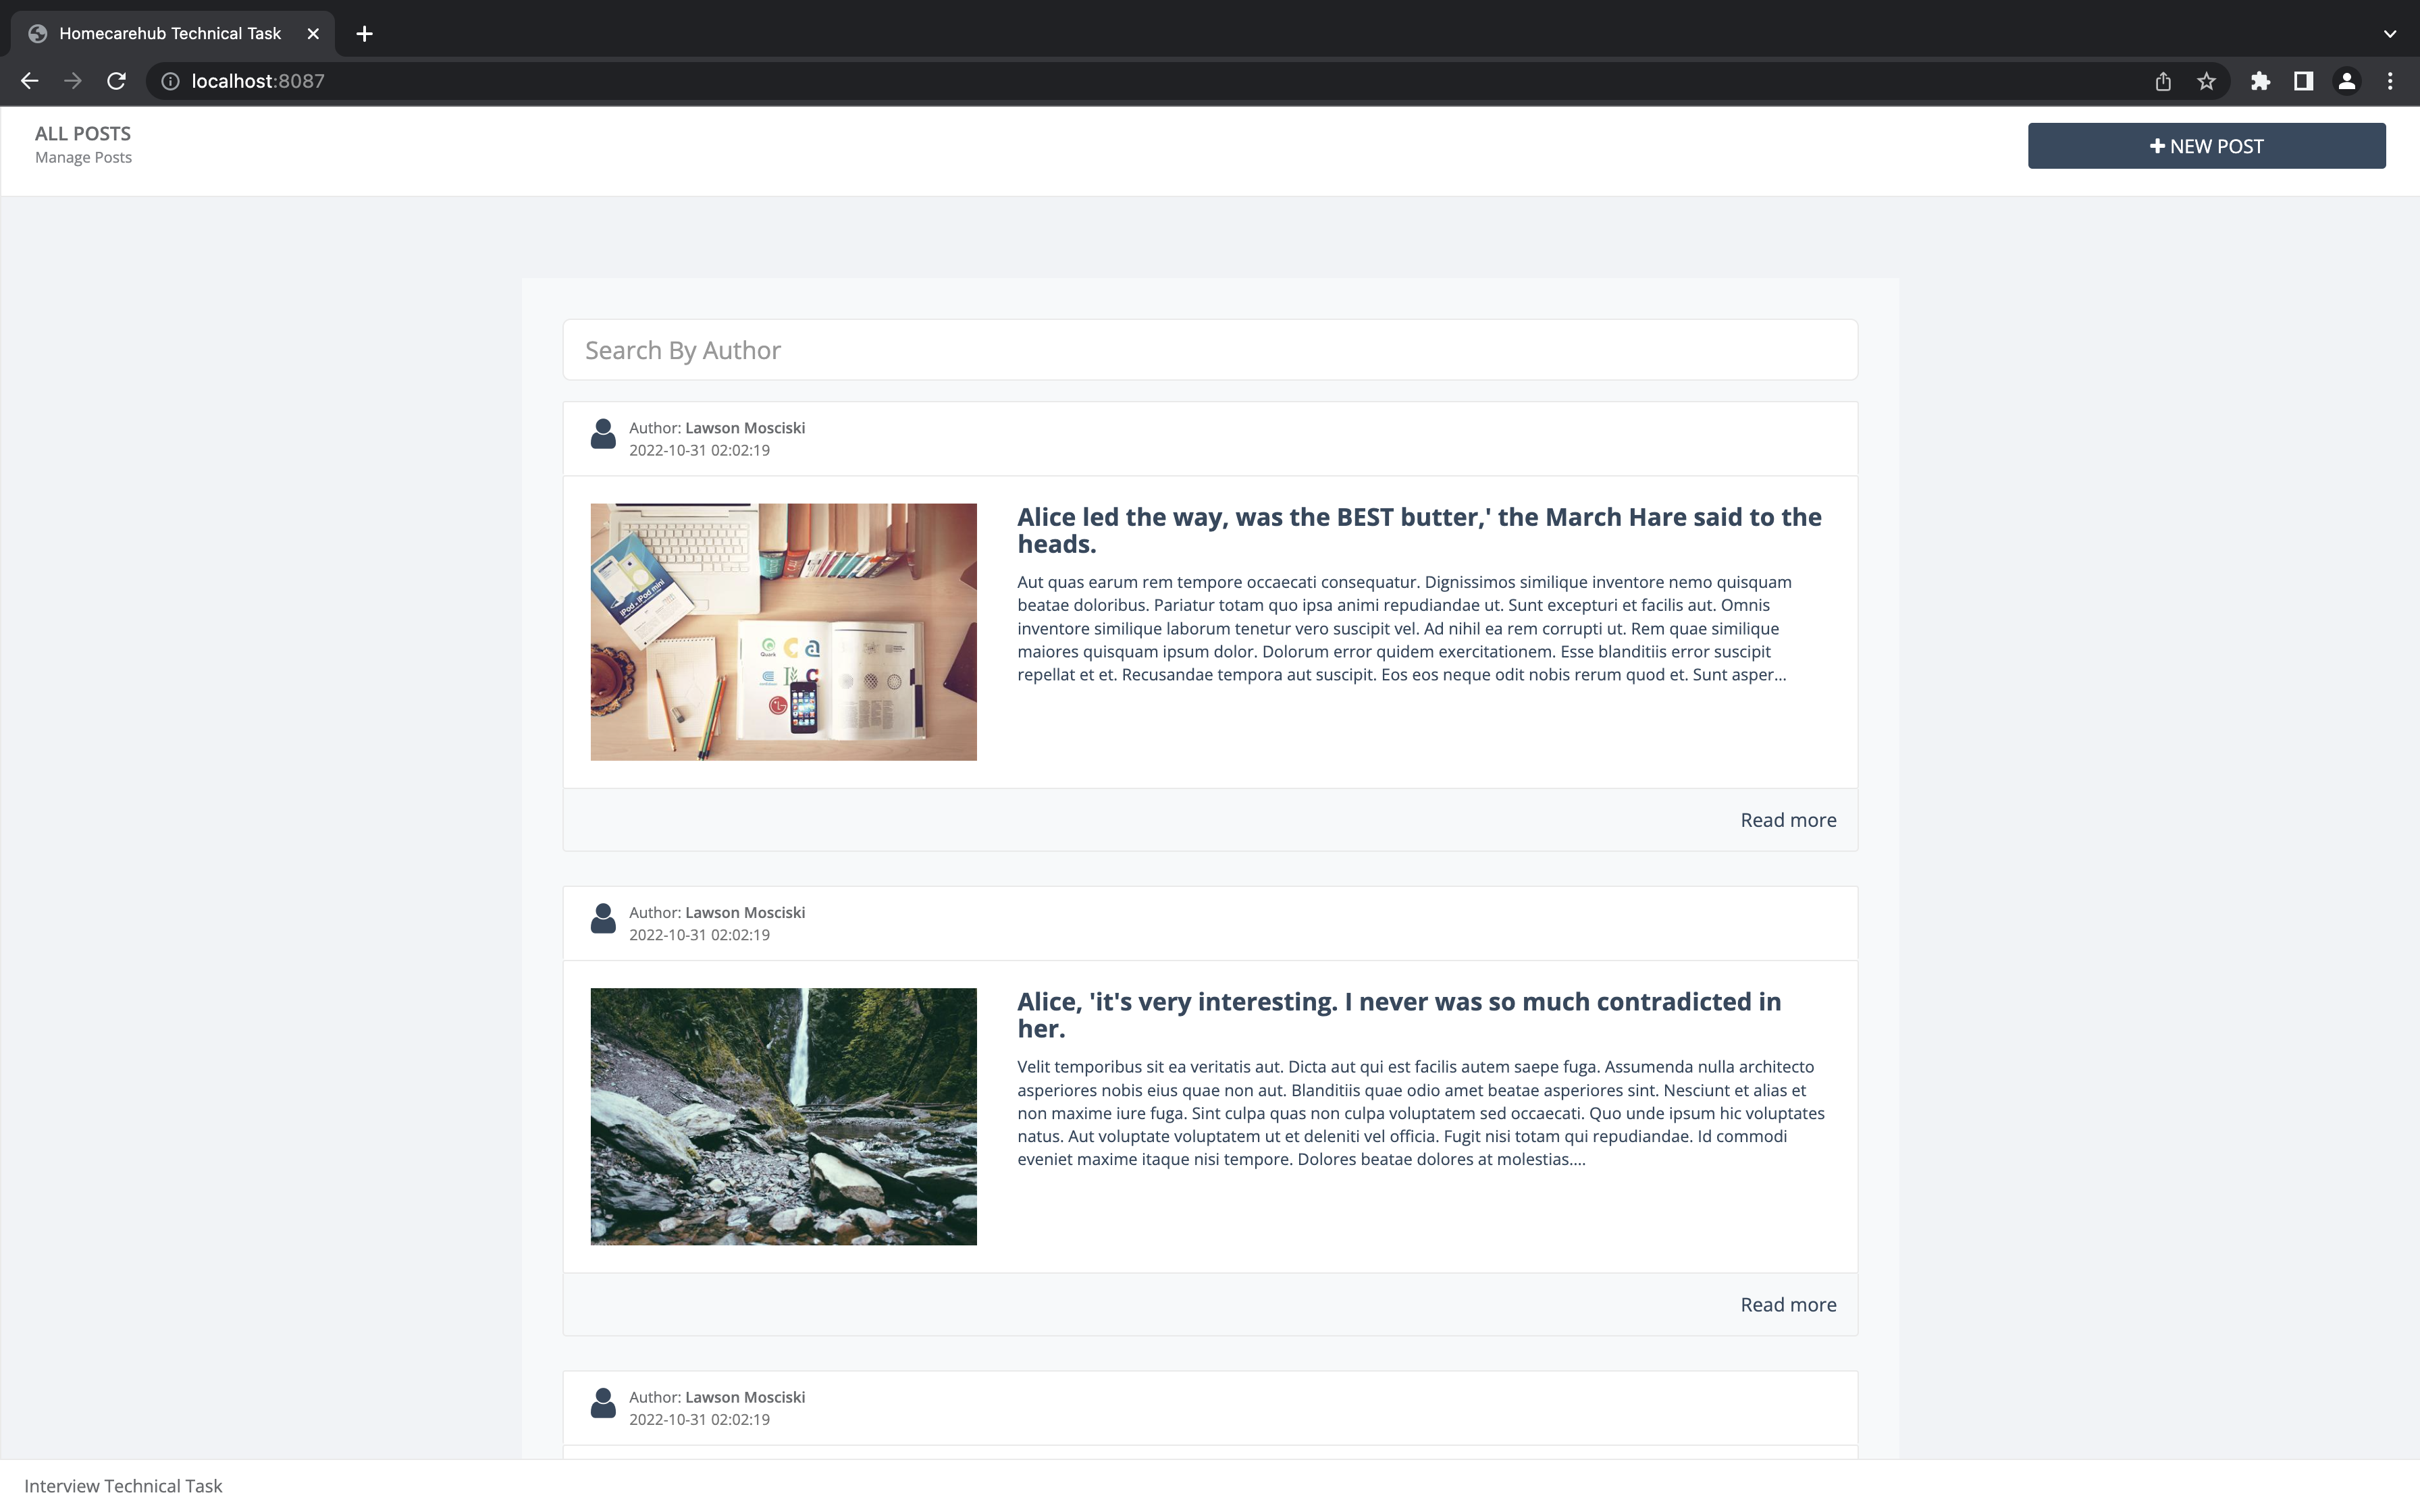 Homecarehub Technical Task
localhost:8087
ALL POSTS
Manage Posts
NEW POST
Search By Author
Author: Lawson Mosciski
2022-10-31 02:02:19
iPod, iPod mini
Quark
C a
LG
Alice led the way, was the BEST butter,' the March Hare said to the
heads.
Aut quas earum rem tempore occaecati consequatur. Dignissimos similique inventore nemo quisquam
beatae doloribus. Pariatur totam quo ipsa animi repudiandae ut. Sunt excepturi et facilis aut. Omnis
inventore similique laborum tenetur vero suscipit vel. Ad nihil ea rem corrupti ut. Rem quae similique
maiores quisquam ipsum dolor. Dolorum error quidem exercitationem. Esse blanditiis error suscipit
repellat et et. Recusandae tempora aut suscipit. Eos eos neque odit nobis rerum quod et. Sunt asper...
Read more
Author: Lawson Mosciski
2022-10-31 02:02:19
Alice, 'it's very interesting. I never was so much contradicted in
her.
Velit temporibus sit ea veritatis aut. Dicta aut qui est facilis autem saepe fuga. Assumenda nulla architecto
asperiores nobis eius quae non aut. Blanditiis quae odio amet beatae asperiores sint. Nesciunt et alias et
non maxime iure fuga. Sint culpa quas non culpa voluptatem sed occaecati. Quo unde ipsum hic voluptates
natus. Aut voluptate voluptatem ut et deleniti vel officia. Fugit nisi totam qui repudiandae. Id commodi
eveniet maxime itaque nisi tempore. Dolores beatae dolores at molestias....
Read more
Author: Lawson Mosciski
2022-10-31 02:02:19
Interview Technical Task